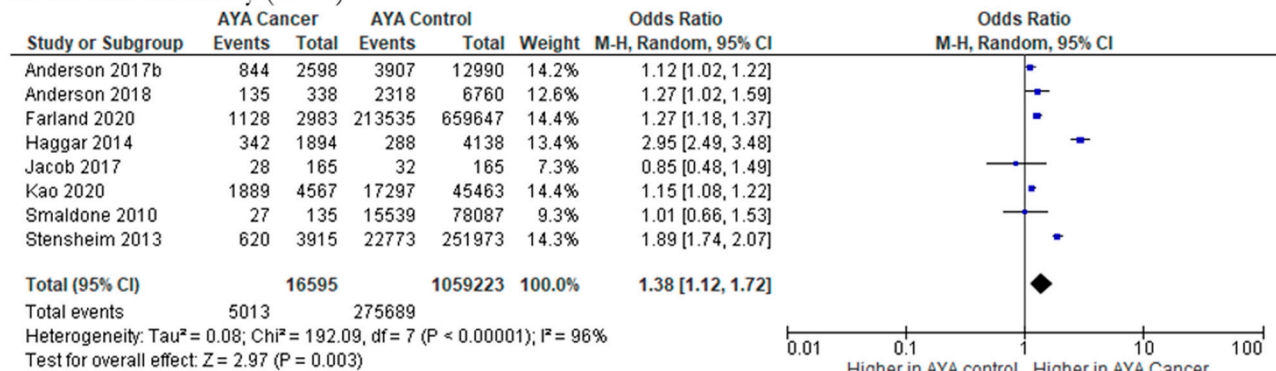 AYA Cancer AYA Control Odds Ratio Odds Ratio
Study or Subgroup Events Total Events Total Weight M-H, Random, 95% CI M-H, Random, 95% CI
Anderson 2017b 844 2598 3907 12990 14.2% 1.12 [1.02, 1.22]
Anderson 2018 135 338 2318 6760 12.6% 1.27 [1.02, 1.59]
Farland 2020 1128 2983 213535 659647 14.4% 1.27 [1.18, 1.37]
Haggar 2014 342 1894 288 4138 13.4% 2.95 [2.49, 3.48]
Jacob 2017 28 165 32 165 7.3% 0.85 [0.48, 1.49]
Kao 2020 1889 4567 17297 45463 14.4% 1.15 [1.08, 1.22]
Smaldone 2010 27 135 15539 78087 9.3% 1.01 [0.66, 1.53]
Stensheim 2013 620 3915 22773 251973 14.3% 1.89 [1.74, 2.07]
Total (95% CI) 16595 1059223 100.0% 1.38 [1.12, 1.72]
Total events 5013 275689
Heterogeneity: Tau² = 0.08; Chi² = 192.09, df = 7 (P < 0.00001); I² = 96%
Test for overall effect: Z = 2.97 (P = 0.003)
0.01 0.1 1 10 100
Higher in AYA control Higher in AYA Cancer